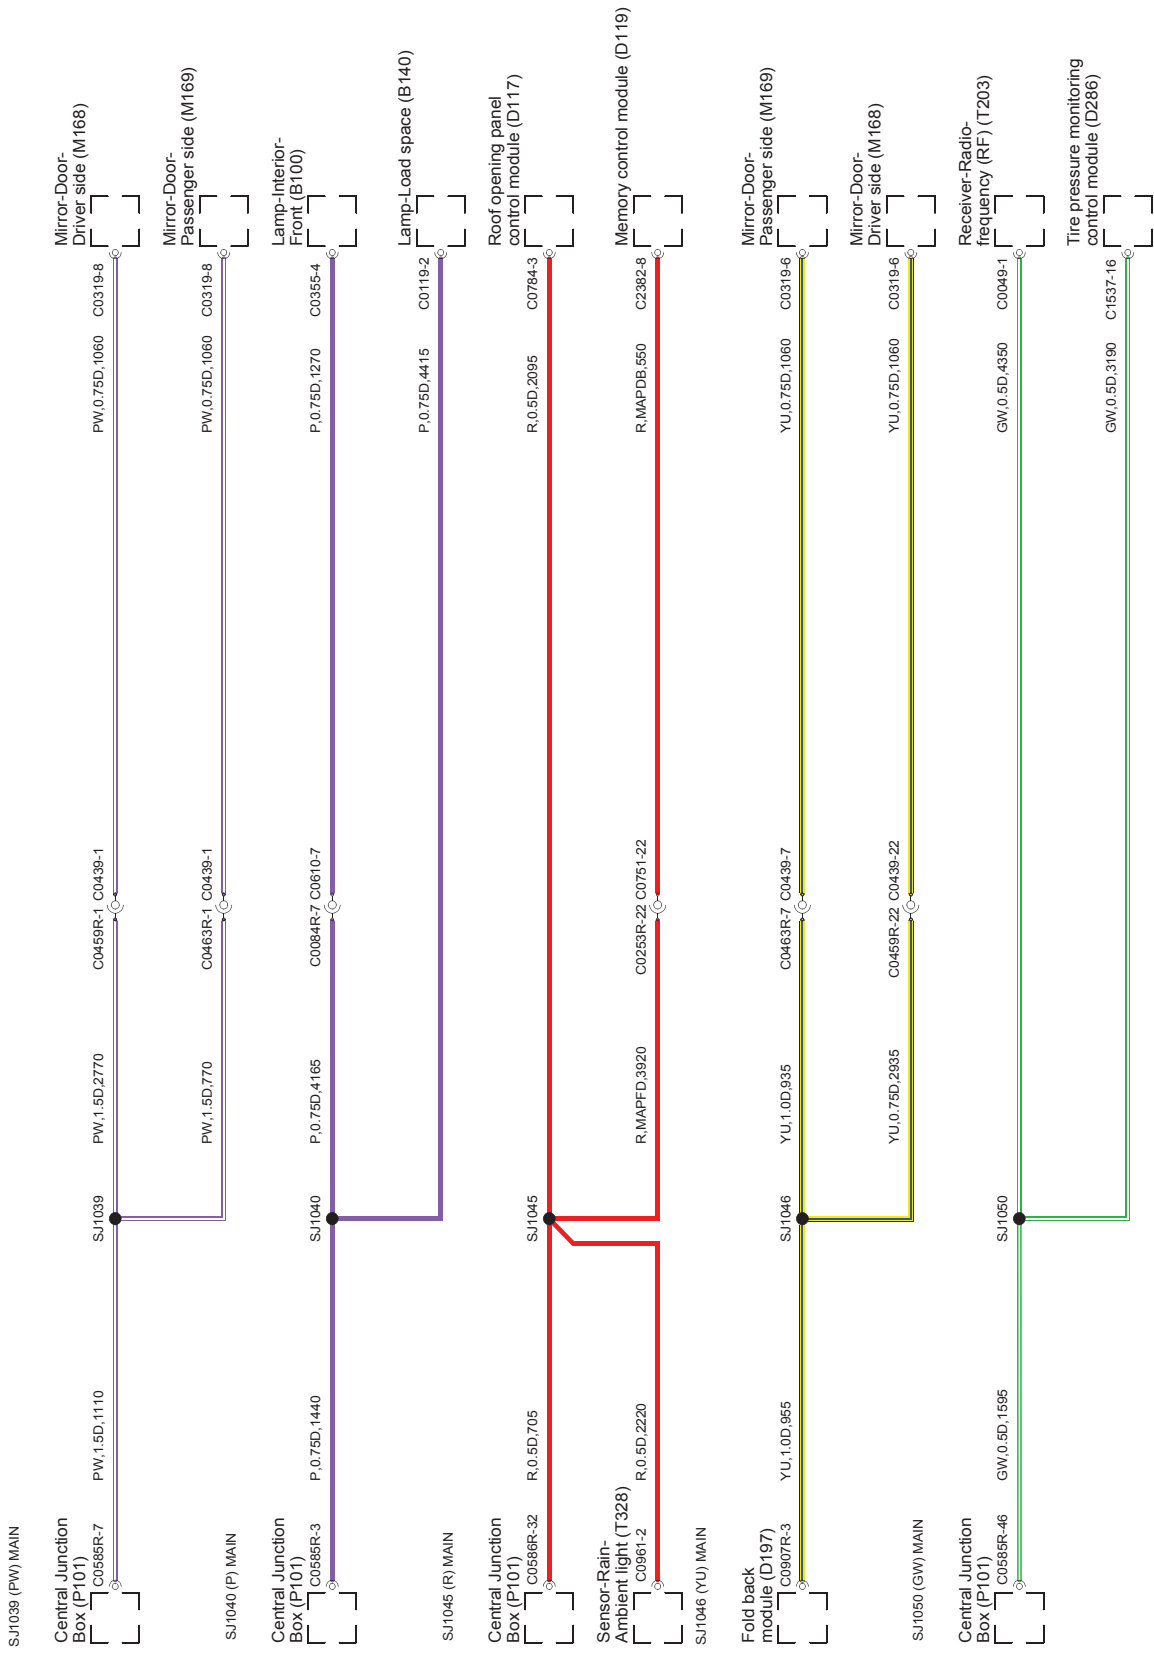 SJ1039 (PW) MAIN
Central Junction
Box (P101)
C0585R-7
PW,1.5D,1110
SJ1039
PW,1.5D,2770
C0459R-1
C0439-1
PW,0.75D,1060
C0319-8
Mirror-Door-
Driver side (M168)
PW,1.5D,770
C0463R-1
C0439-1
PW,0.75D,1060
C0319-8
Mirror-Door-
Passenger side (M169)
SJ1040 (P) MAIN
Central Junction
Box (P101)
C0585R-3
P,0.75D,1440
SJ1040
P,0.75D,4165
C0084R-7
C0610-7
P,0.75D,1270
C0355-4
Lamp-Interior-
Front (B100)
P,0.75D,4415
C0119-2
Lamp-Load space (B140)
SJ1045 (R) MAIN
Central Junction
Box (P101)
C0586R-32
R,0.5D,705
SJ1045
R,0.5D,2095
C0784-3
Roof opening panel
control module (D117)
Sensor-Rain-
Ambient light (T328)
C0961-2
R,0.5D,2220
R,MAPFD,3920
C0253R-22
C0751-22
R,MAPDB,550
C2382-8
Memory control module (D119)
SJ1046 (YU) MAIN
Fold back
module (D197)
C0907R-3
YU,1.0D,955
SJ1046
YU,1.0D,935
C0463R-7
C0439-7
YU,0.75D,1060
C0319-6
Mirror-Door-
Passenger side (M169)
YU,0.75D,2935
C0459R-22
C0439-22
YU,0.75D,1060
C0319-6
Mirror-Door-
Driver side (M168)
SJ1050 (GW) MAIN
Central Junction
Box (P101)
C0585R-46
GW,0.5D,1595
SJ1050
GW,0.5D,4350
C0049-1
Receiver-Radio-
frequency (RF) (T203)
GW,0.5D,3190
C1537-16
Tire pressure monitoring
control module (D286)